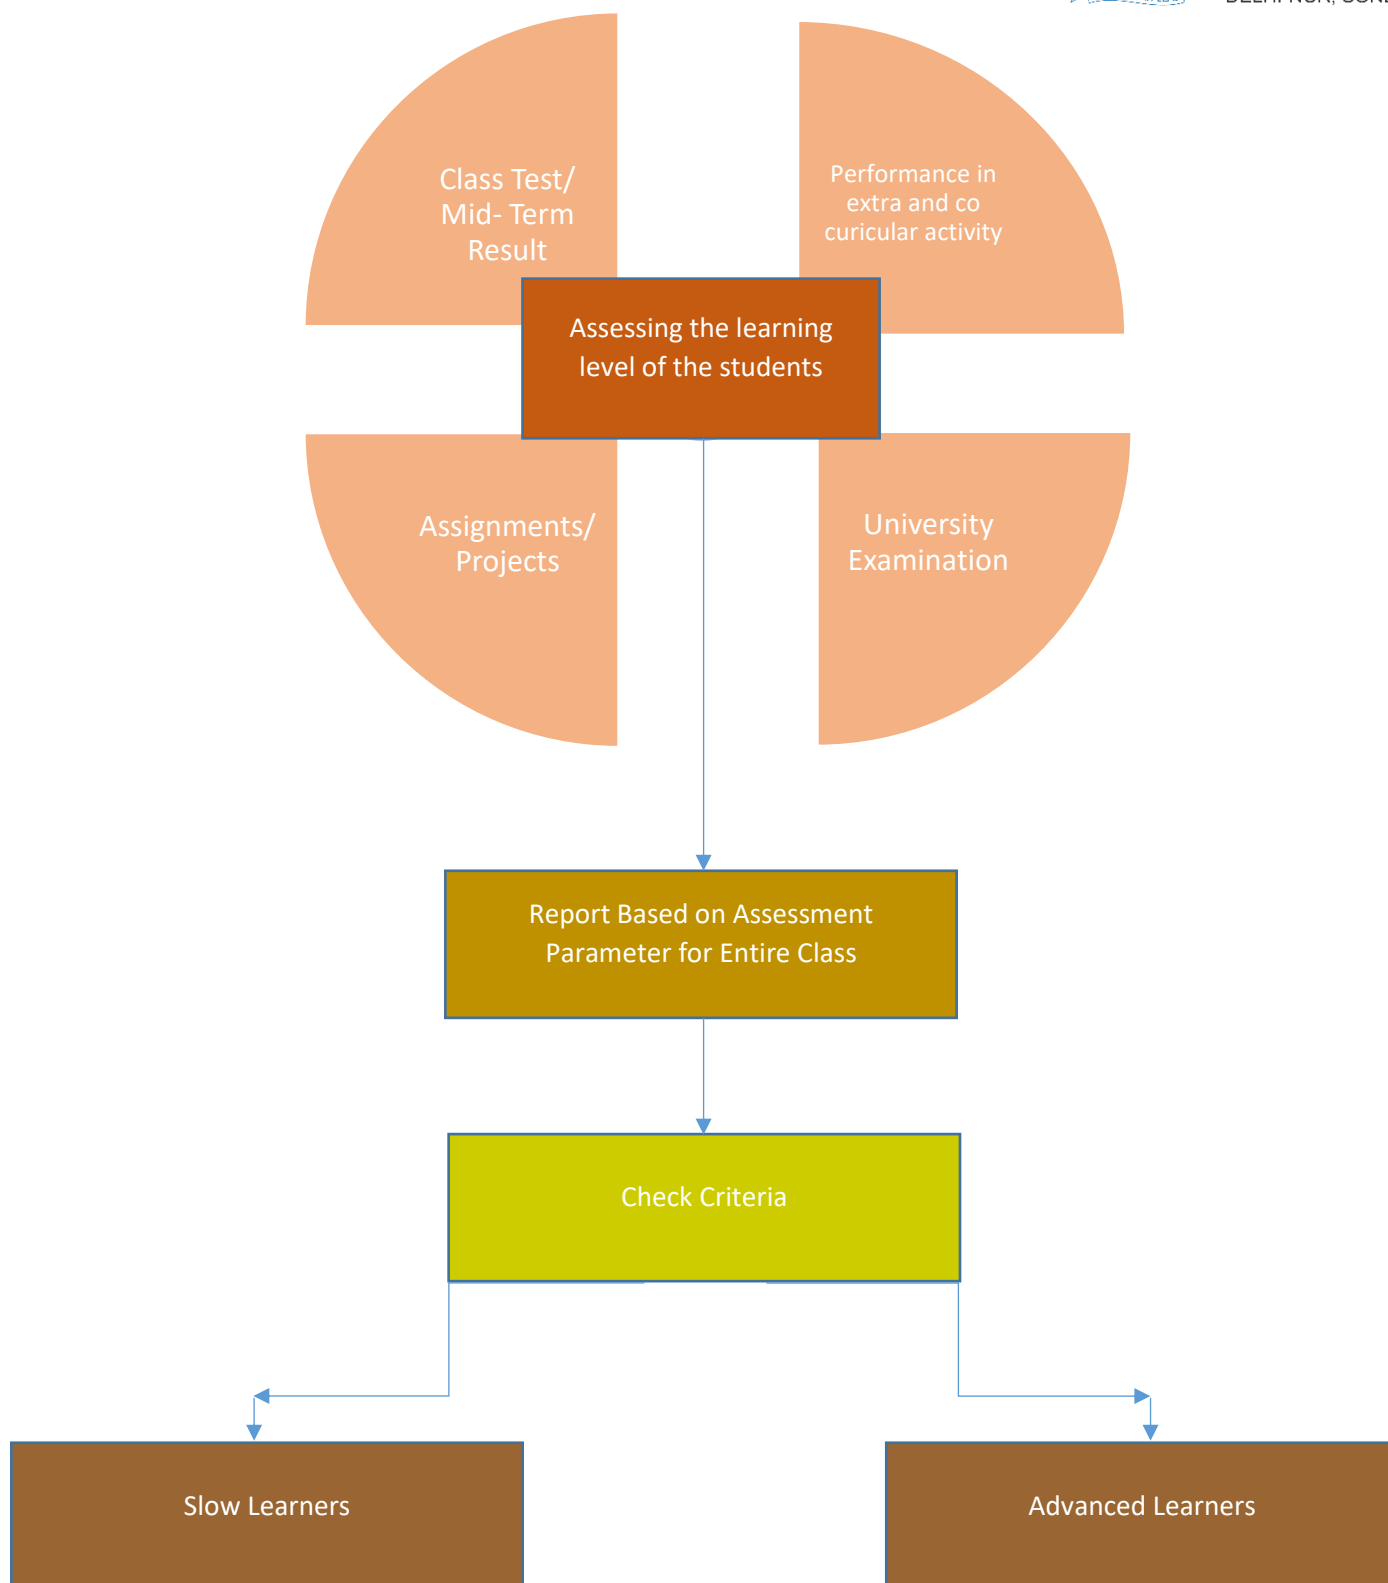 Class Test/
Mid- Term
Result
Performance in
extra and co
curicular activity
Assessing the learning
level of the students
Assignments/
Projects
University
Examination
Report Based on Assessment
Parameter for Entire Class
Check Criteria
Slow Learners
Advanced Learners